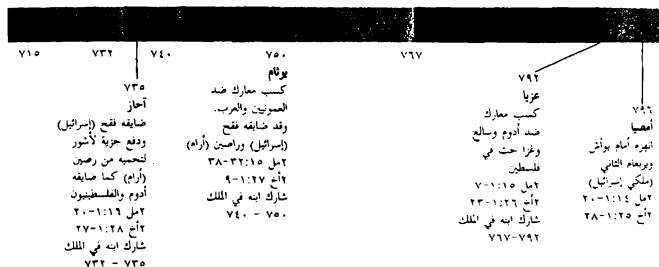 ٧٦٧
٧٥٠
٧٤٠
٧٣٢
٧١٥
٧٩٦
أمصيا
انهزم أمام يوآش
ويربعام الثاني
(ملكي إسرائيل)
٢مل ١:١٤-٢٠
٢أخ ١:٢٥-٢٨
٧٩٢
عزيا
كسب معارك
ضد أدوم وسالع
وغزا حت في
فلسطين
٢مل ١:١٥-٧
٢أخ ١:٢٦-٢٣
شارك ابنه في الملك
٧٩٢-٧٦٧
يوثام
كسب معارك ضد
العمونيين والعرب.
وقد ضايقه فقح
(إسرائيل) وراصين (أرام)
٢مل ٣٢:١٥-٣٨
٢أخ ١:٢٧-٩
شارك ابنه في الملك
٧٥٠ - ٧٤٠
٧٣٥
آحاز
ضايقه فقح (إسرائيل)
ودفع جزية لأشور
لتحميه من رصين
(أرام) كما ضايقه
أدوم والفلسطينيون
٢مل ١:١٦-٢٠
٢أخ ١:٢٨-٢٧
شارك ابنه في الملك
٧٣٥ - ٧٣٢